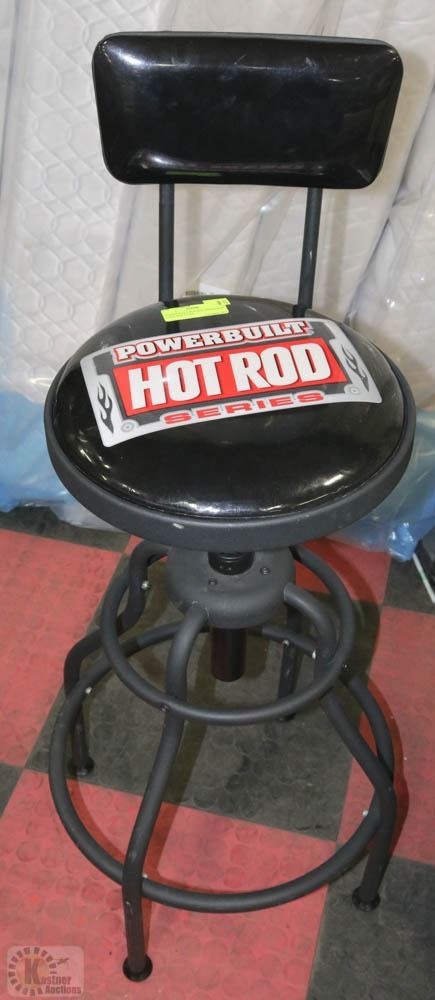 POWERBUILT
HOT ROD
SERIES
Kastner
Auctions